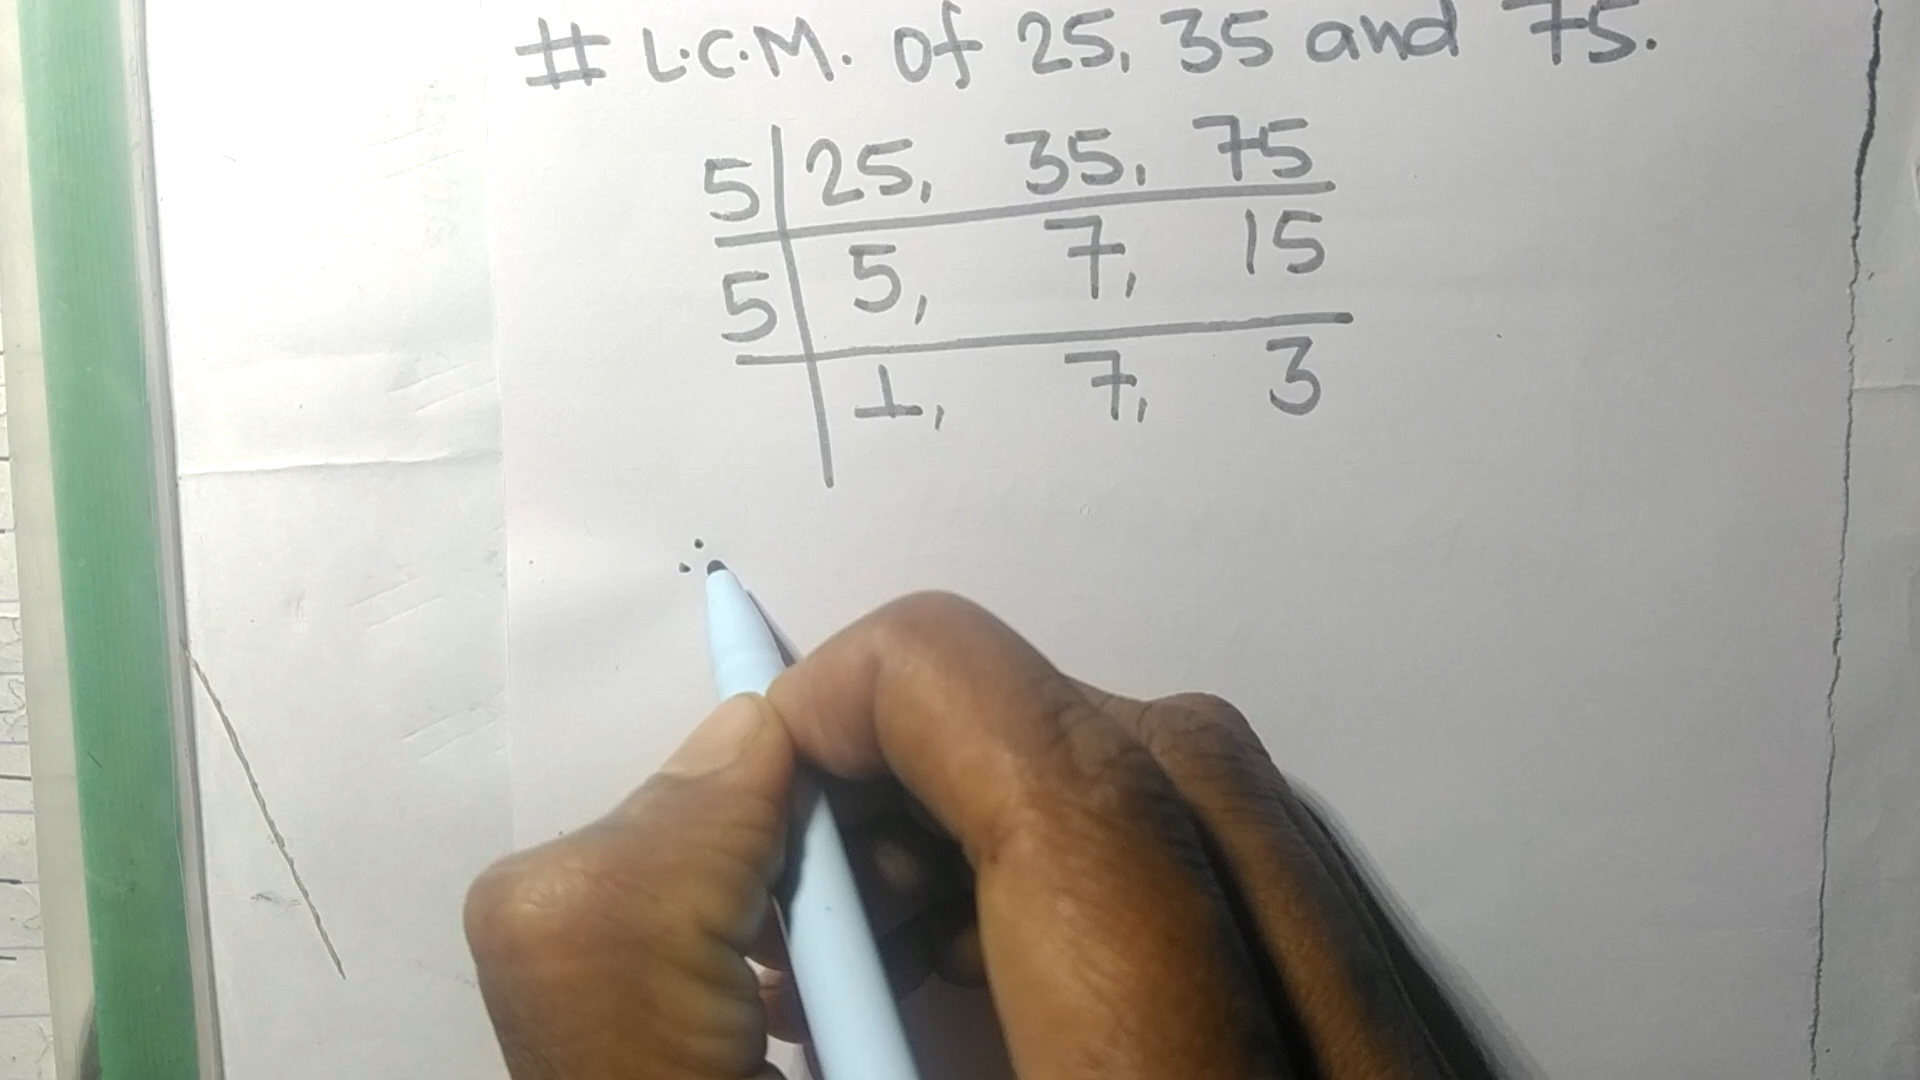 # L.C.M. of 25, 35 and 75.
5 25, 35, 75
5 5, 7, 15
1, 7, 3
∴